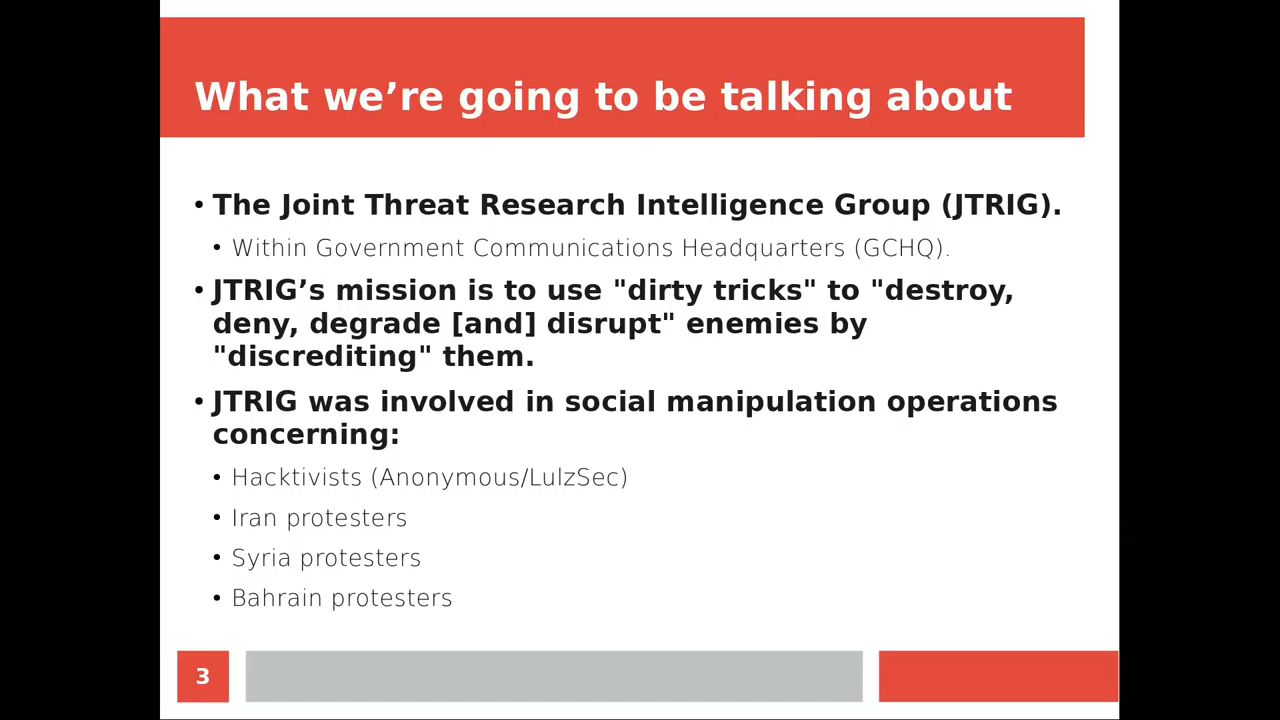 What we’re going to be talking about
• The Joint Threat Research Intelligence Group (JTRIG).
• Within Government Communications Headquarters (GCHQ).
• JTRIG’s mission is to use "dirty tricks" to "destroy,
deny, degrade [and] disrupt" enemies by
"discrediting" them.
• JTRIG was involved in social manipulation operations
concerning:
• Hacktivists (Anonymous/LulzSec)
• Iran protesters
• Syria protesters
• Bahrain protesters
3